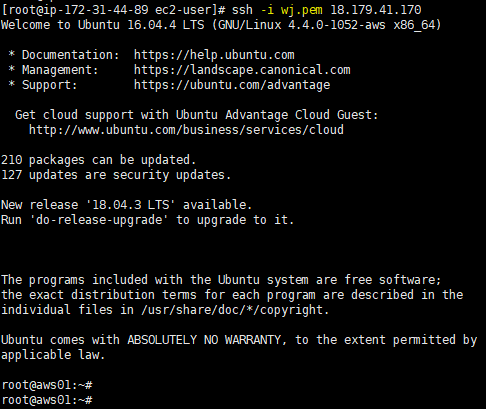 [root@ip-172-31-44-89 ec2-user]# ssh -i wj.pem 18.179.41.170
Welcome to Ubuntu 16.04.4 LTS (GNU/Linux 4.4.0-1052-aws x86_64)
* Documentation:  https://help.ubuntu.com
* Management:     https://landscape.canonical.com
* Support:        https://ubuntu.com/advantage
Get cloud support with Ubuntu Advantage Cloud Guest:
http://www.ubuntu.com/business/services/cloud
210 packages can be updated.
127 updates are security updates.
New release '18.04.3 LTS' available.
Run 'do-release-upgrade' to upgrade to it.
The programs included with the Ubuntu system are free software;
the exact distribution terms for each program are described in the
individual files in /usr/share/doc/*/copyright.
Ubuntu comes with ABSOLUTELY NO WARRANTY, to the extent permitted by
applicable law.
root@aws01:~#
root@aws01:~#